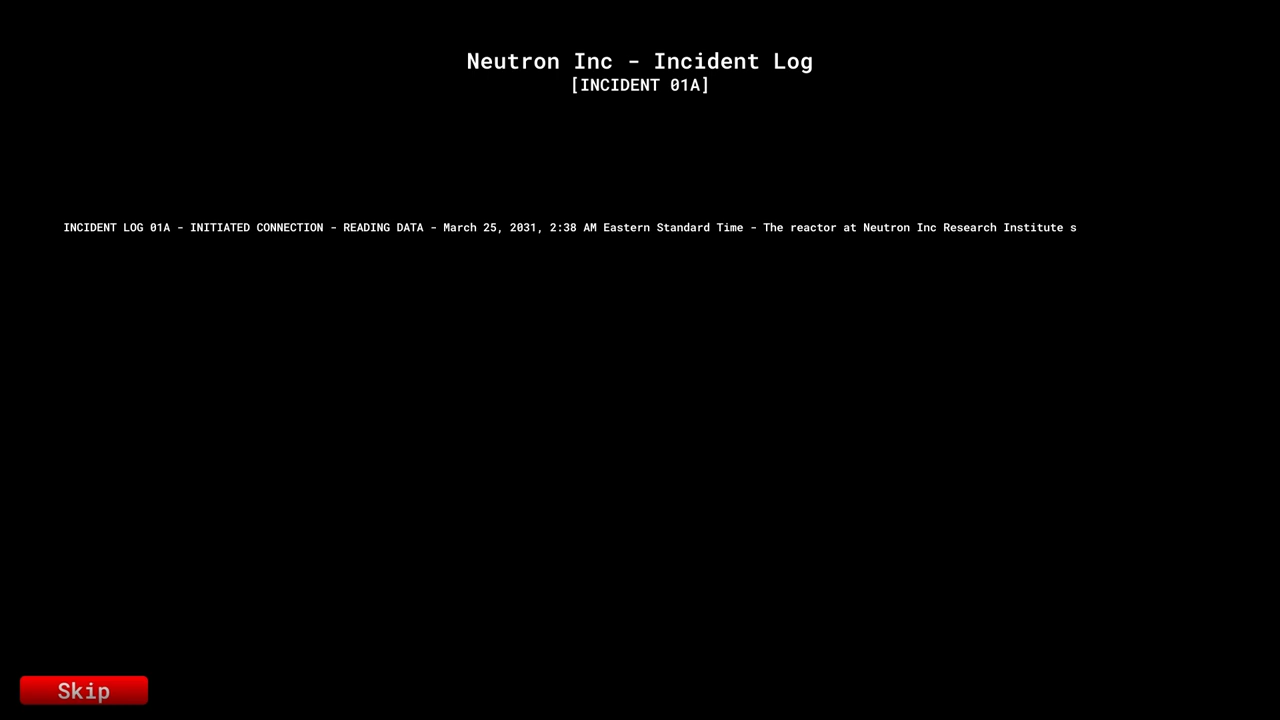 Neutron Inc - Incident Log
[INCIDENT 01A]
INCIDENT LOG 01A - INITIATED CONNECTION - READING DATA - March 25, 2031, 2:38 AM Eastern Standard Time - The reactor at Neutron Inc Research Institute s
Skip